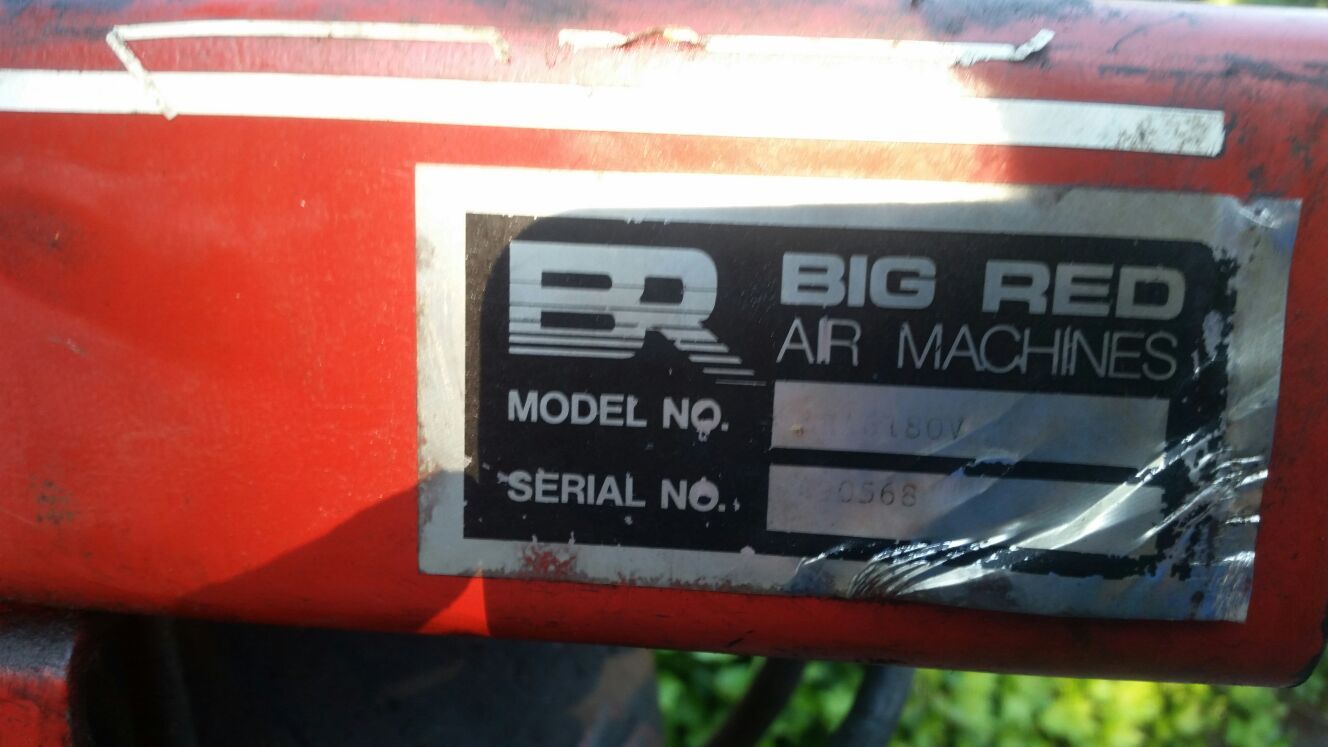 BR BIG RED
AIR MACHINES
MODEL NO.
SERIAL NO.